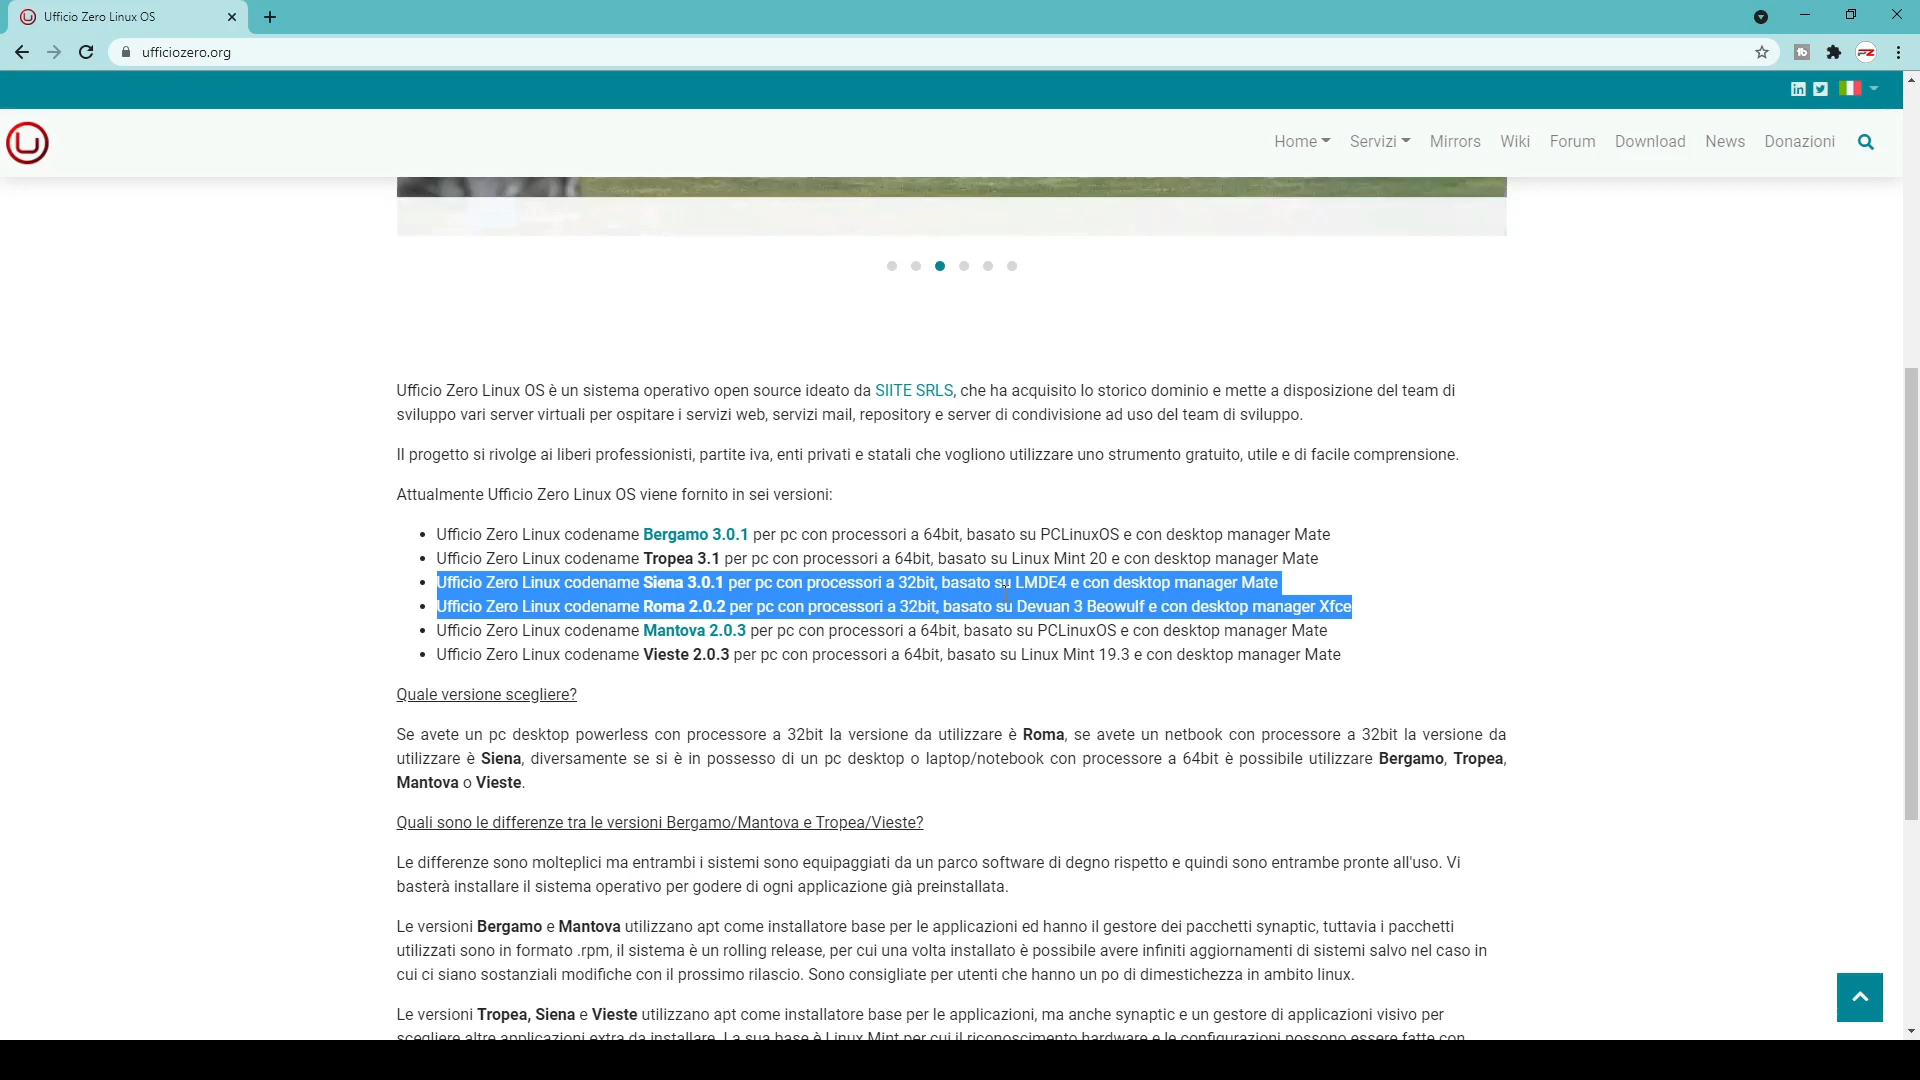 Ufficio Zero Linux OS
ufficiozero.org
Home
Servizi
Mirrors
Wiki
Forum
Download
News
Donazioni
Ufficio Zero Linux OS è un sistema operativo open source ideato da SIITE SRLS, che ha acquisito lo storico dominio e mette a disposizione del team di
sviluppo vari server virtuali per ospitare i servizi web, servizi mail, repository e server di condivisione ad uso del team di sviluppo.
Il progetto si rivolge ai liberi professionisti, partite iva, enti privati e statali che vogliono utilizzare uno strumento gratuito, utile e di facile comprensione.
Attualmente Ufficio Zero Linux OS viene fornito in sei versioni:
Ufficio Zero Linux codename Bergamo 3.0.1 per pc con processori a 64bit, basato su PCLinuxOS e con desktop manager Mate
Ufficio Zero Linux codename Tropea 3.1 per pc con processori a 64bit, basato su Linux Mint 20 e con desktop manager Mate
Ufficio Zero Linux codename Siena 3.0.1 per pc con processori a 32bit, basato su LMDE4 e con desktop manager Mate
Ufficio Zero Linux codename Roma 2.0.2 per pc con processori a 32bit, basato su Devuan 3 Beowulf e con desktop manager Xfce
Ufficio Zero Linux codename Mantova 2.0.3 per pc con processori a 64bit, basato su PCLinuxOS e con desktop manager Mate
Ufficio Zero Linux codename Vieste 2.0.3 per pc con processori a 64bit, basato su Linux Mint 19.3 e con desktop manager Mate
Quale versione scegliere?
Se avete un pc desktop powerless con processore a 32bit la versione da utilizzare è Roma, se avete un netbook con processore a 32bit la versione da
utilizzare è Siena, diversamente se si è in possesso di un pc desktop o laptop/notebook con processore a 64bit è possibile utilizzare Bergamo, Tropea,
Mantova o Vieste.
Quali sono le differenze tra le versioni Bergamo/Mantova e Tropea/Vieste?
Le differenze sono molteplici ma entrambi i sistemi sono equipaggiati da un parco software di degno rispetto e quindi sono entrambe pronte all'uso. Vi
basterà installare il sistema operativo per godere di ogni applicazione già preinstallata.
Le versioni Bergamo e Mantova utilizzano apt come installatore base per le applicazioni ed hanno il gestore dei pacchetti synaptic, tuttavia i pacchetti
utilizzati sono in formato .rpm, il sistema è un rolling release, per cui una volta installato è possibile avere infiniti aggiornamenti di sistemi salvo nel caso in
cui ci siano sostanziali modifiche con il prossimo rilascio. Sono consigliate per utenti che hanno un po di dimestichezza in ambito linux.
Le versioni Tropea, Siena e Vieste utilizzano apt come installatore base per le applicazioni, ma anche synaptic e un gestore di applicazioni visivo per
scegliere altre applicazioni extra da installare. La sua base è Linux Mint per cui il riconoscimento hardware e le configurazioni possono essere fatte con